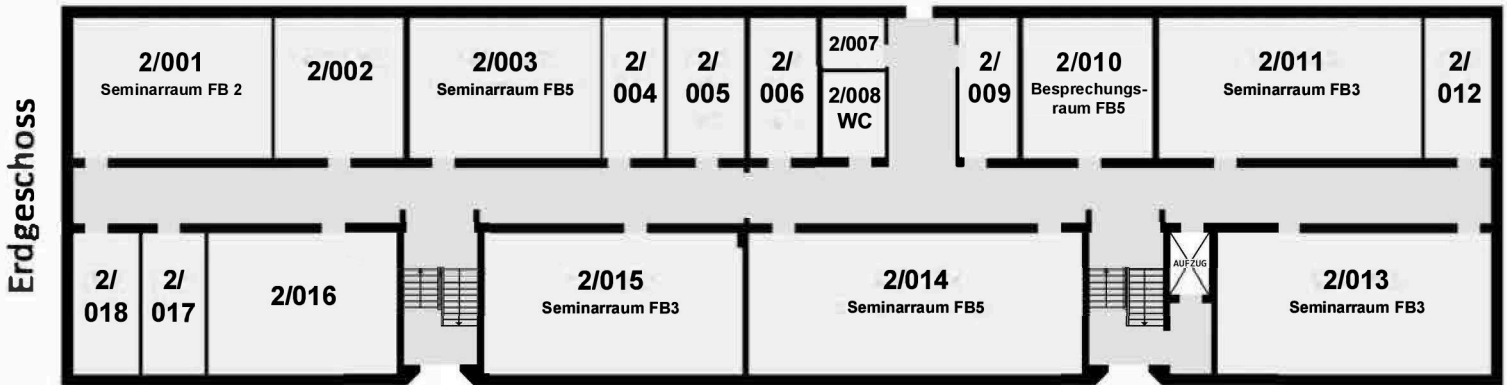 Erdgeschoss
2/001
Seminarraum FB 2
2/002
2/003
Seminarraum FB5
2/
004
2/
005
2/
006
2/007
2/008
WC
2/
009
2/010
Besprechungs-
raum FB5
2/011
Seminarraum FB3
2/
012
2/
018
2/
017
2/016
2/015
Seminarraum FB3
2/014
Seminarraum FB5
AUFZUG
2/013
Seminarraum FB3